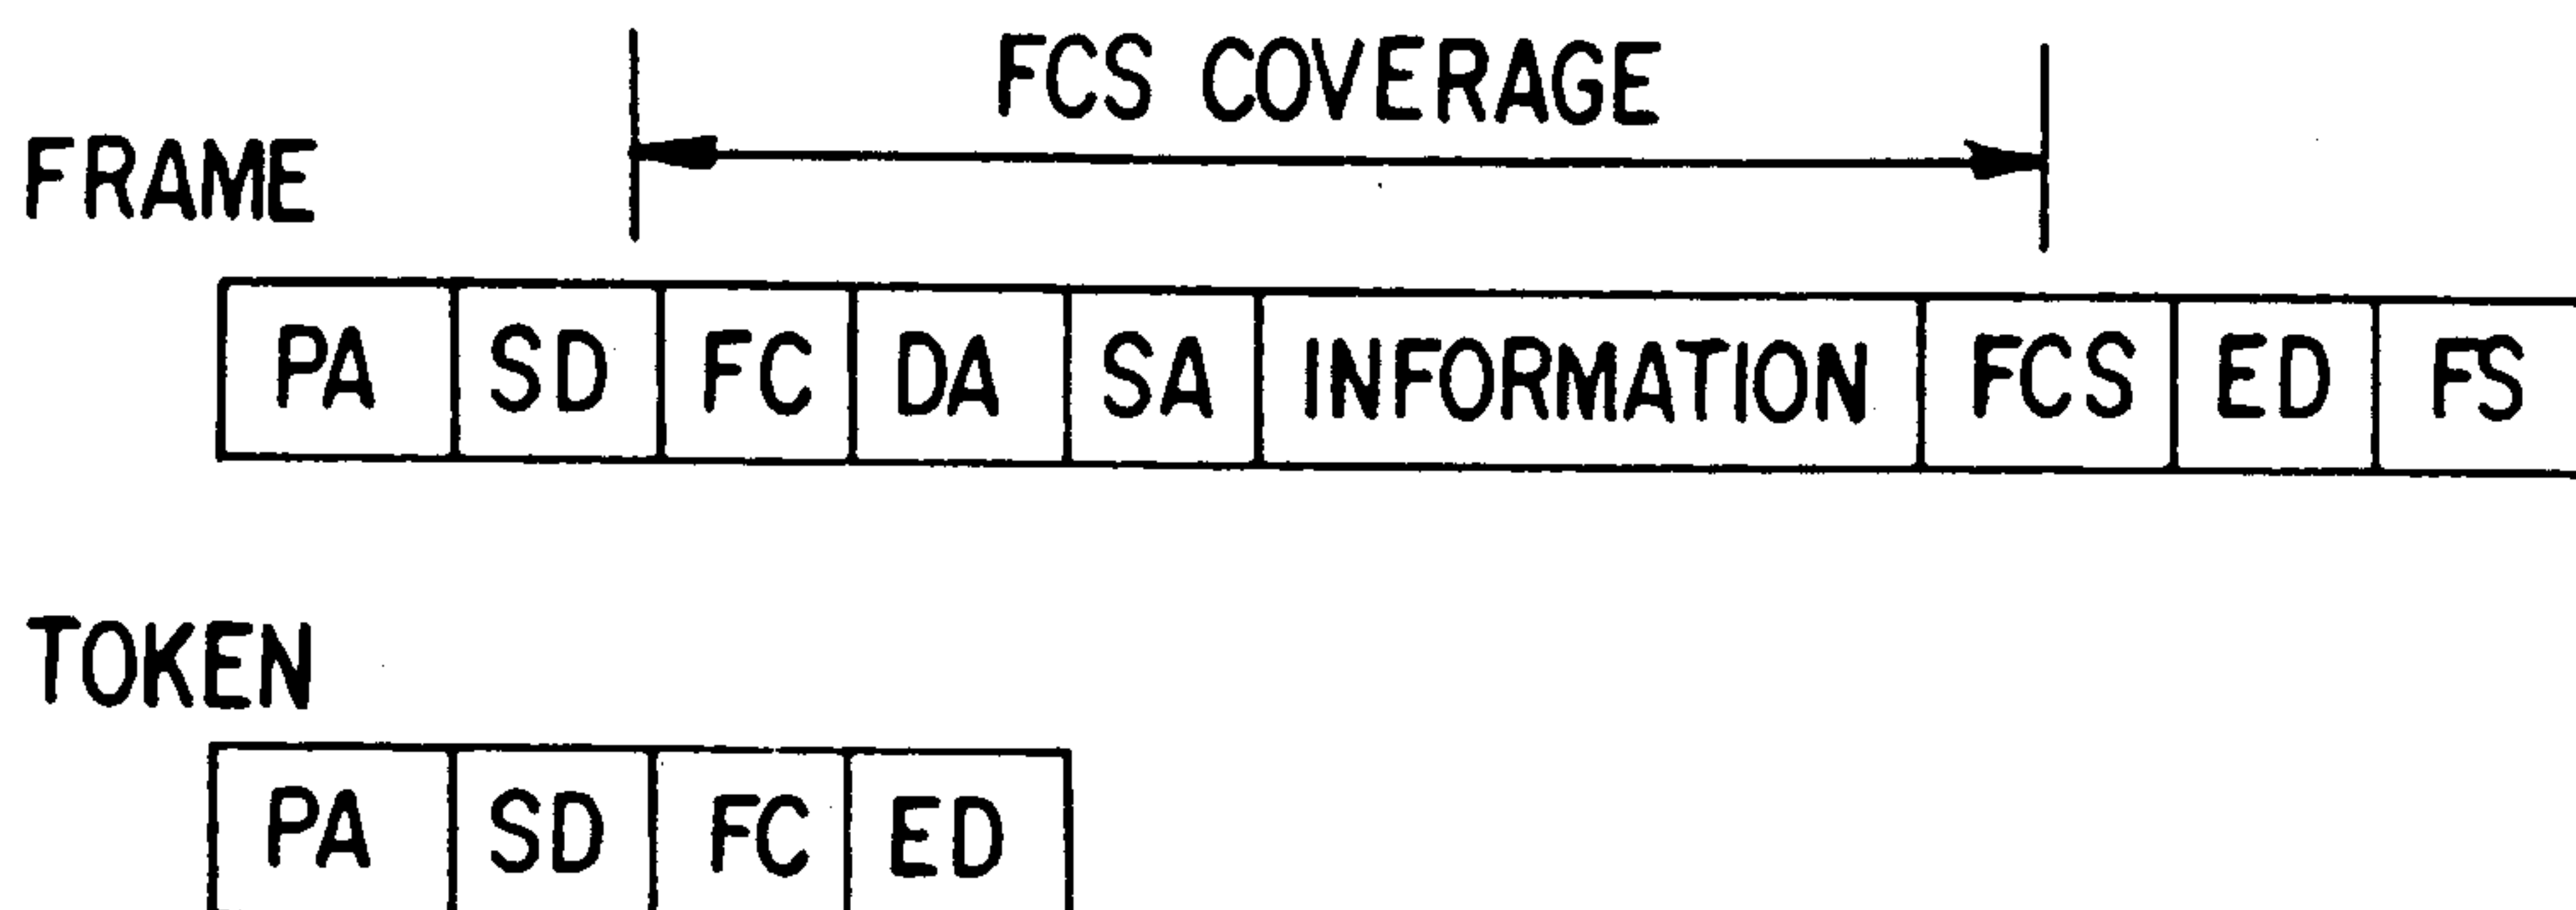 FCS COVERAGE
FRAME
PA SD FC DA SA INFORMATION FCS ED FS
TOKEN
PA SD FC ED